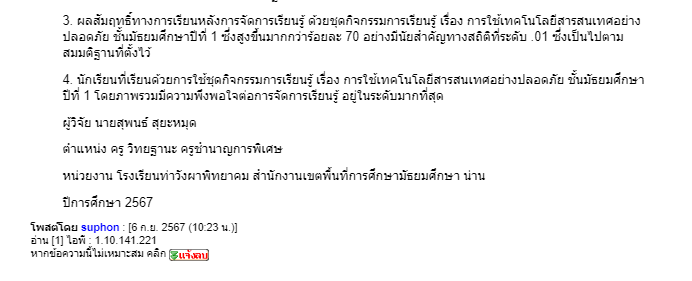 3. ผลสัมฤทธิ์ทางการเรียนหลังการจัดการเรียนรู้ ด้วยชุดกิจกรรมการเรียนรู้ เรื่อง การใช้เทคโนโลยีสารสนเทศอย่าง
ปลอดภัย ชั้นมัธยมศึกษาปีที่ 1 ซึ่งสูงขึ้นมากกว่าร้อยละ 70 อย่างมีนัยสำคัญทางสถิติที่ระดับ .01 ซึ่งเป็นไปตาม
สมมติฐานที่ตั้งไว้
4. นักเรียนที่เรียนด้วยการใช้ชุดกิจกรรมการเรียนรู้ เรื่อง การใช้เทคโนโลยีสารสนเทศอย่างปลอดภัย ชั้นมัธยมศึกษา
ปีที่ 1 โดยภาพรวมมีความพึงพอใจต่อการจัดการเรียนรู้ อยู่ในระดับมากที่สุด
ผู้วิจัย นายสุพนธ์ สุยะหมุด
ตำแหน่ง ครู วิทยฐานะ ครูชำนาญการพิเศษ
หน่วยงาน โรงเรียนท่าวังผาพิทยาคม สำนักงานเขตพื้นที่การศึกษามัธยมศึกษา น่าน
ปีการศึกษา 2567
โพสต์โดย suphon : [6 ก.ย. 2567 (10:23 น.)]
อ่าน [1] ไอพี : 1.10.141.221
หากข้อความนี้ไม่เหมาะสม คลิก แจ้งลบ